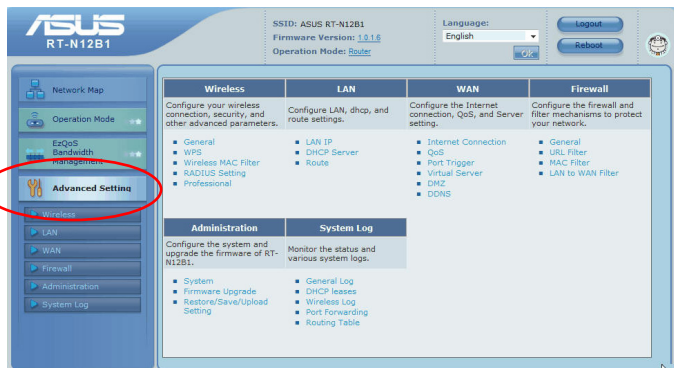 ASUS
RT-N12B1
SSID: ASUS RT-N12B1
Firmware Version: 1.0.1.6
Operation Mode: Router
Language:
English
OK
Logout
Reboot
Network Map
Operation Mode
EzQoS
Bandwidth
Management
Advanced Setting
Wireless
LAN
WAN
Firewall
Administration
System Log
Wireless
Configure your wireless
connection, security, and
other advanced parameters.
General
WPS
Wireless MAC Filter
RADIUS Setting
Professional
LAN
Configure LAN, dhcp, and
route settings.
LAN IP
DHCP Server
Route
WAN
Configure the Internet
connection, QoS, and Server
setting.
Internet Connection
QoS
Port Trigger
Virtual Server
DMZ
DDNS
Firewall
Configure the firewall and
filter mechanisms to protect
your network.
General
URL Filter
MAC Filter
LAN to WAN Filter
Administration
Configure the system and
upgrade the firmware of RT-
N12B1.
System
Firmware Upgrade
Restore/Save/Upload
Setting
System Log
Monitor the status and
various system logs.
General Log
DHCP leases
Wireless Log
Port Forwarding
Routing Table